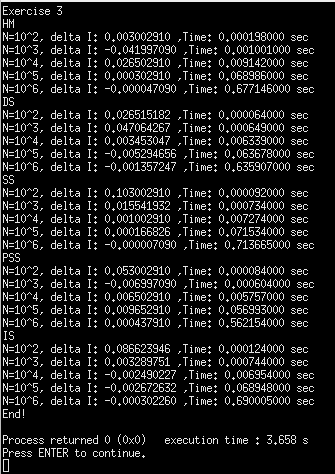 Exercise 3
HM
N=10^2, delta I: 0.003002910 ,Time: 0.000198000 sec
N=10^3, delta I: -0.041997090 ,Time: 0.001001000 sec
N=10^4, delta I: 0.026502910 ,Time: 0.009142000 sec
N=10^5, delta I: 0.000302910 ,Time: 0.068986000 sec
N=10^6, delta I: -0.000047090 ,Time: 0.677146000 sec
DS
N=10^2, delta I: 0.026515182 ,Time: 0.000064000 sec
N=10^3, delta I: 0.047064267 ,Time: 0.000649000 sec
N=10^4, delta I: 0.003453047 ,Time: 0.006339000 sec
N=10^5, delta I: -0.005294656 ,Time: 0.063678000 sec
N=10^6, delta I: -0.001357247 ,Time: 0.635907000 sec
SS
N=10^2, delta I: 0.103002910 ,Time: 0.000092000 sec
N=10^3, delta I: 0.015541932 ,Time: 0.000734000 sec
N=10^4, delta I: 0.001002910 ,Time: 0.007274000 sec
N=10^5, delta I: 0.000166826 ,Time: 0.071534000 sec
N=10^6, delta I: -0.000007090 ,Time: 0.713665000 sec
PSS
N=10^2, delta I: 0.053002910 ,Time: 0.000084000 sec
N=10^3, delta I: -0.006997090 ,Time: 0.000604000 sec
N=10^4, delta I: 0.006502910 ,Time: 0.005757000 sec
N=10^5, delta I: 0.009652910 ,Time: 0.056993000 sec
N=10^6, delta I: 0.000437910 ,Time: 0.562154000 sec
IS
N=10^2, delta I: 0.086623946 ,Time: 0.000124000 sec
N=10^3, delta I: 0.003289751 ,Time: 0.000744000 sec
N=10^4, delta I: -0.002490227 ,Time: 0.006954000 sec
N=10^5, delta I: -0.002672632 ,Time: 0.068948000 sec
N=10^6, delta I: -0.000302260 ,Time: 0.690005000 sec
End!
Process returned 0 (0x0)   execution time : 3.658 s
Press ENTER to continue.